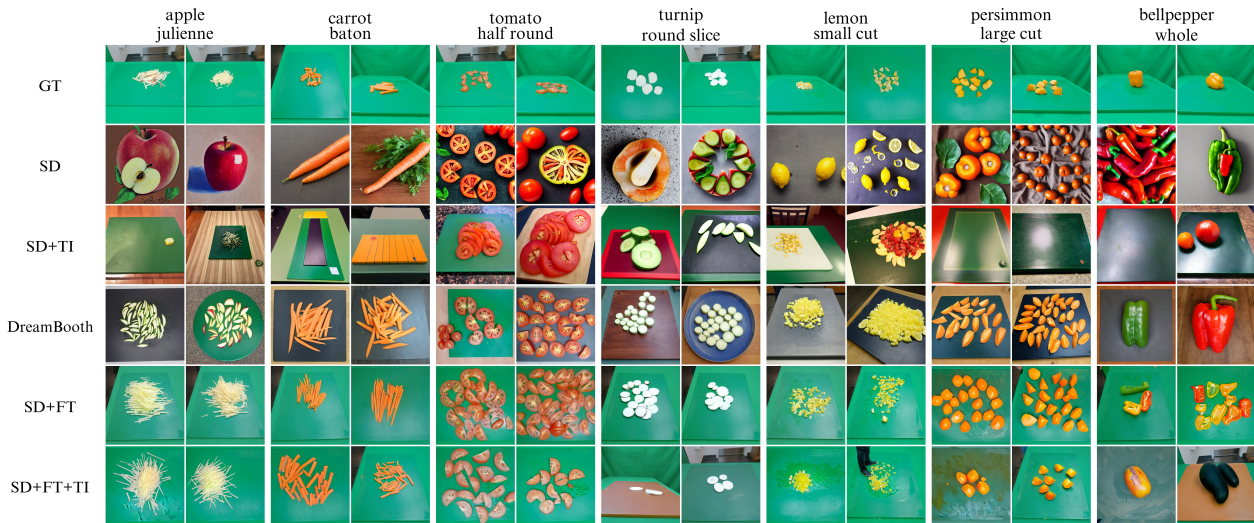 apple carrot tomato turnip lemon persimmon bellpepper
julienne baton half round round slice small cut large cut whole
GT
SD
SD+TI
DreamBooth
SD+FT
SD+FT+TI